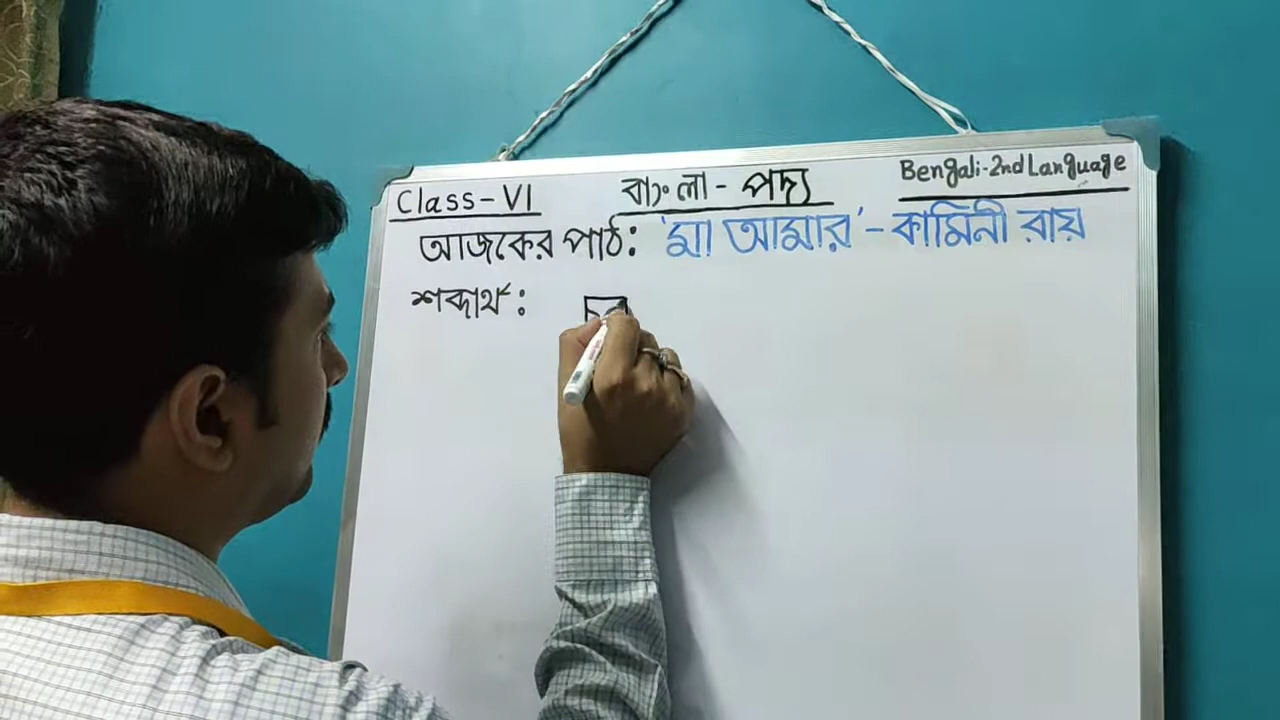 Class-VI
বাংলা - পদ্য
Bengali-2nd Language
আজকের পাঠ: 'মা আমার' - কামিনী রায়
শব্দার্থ: